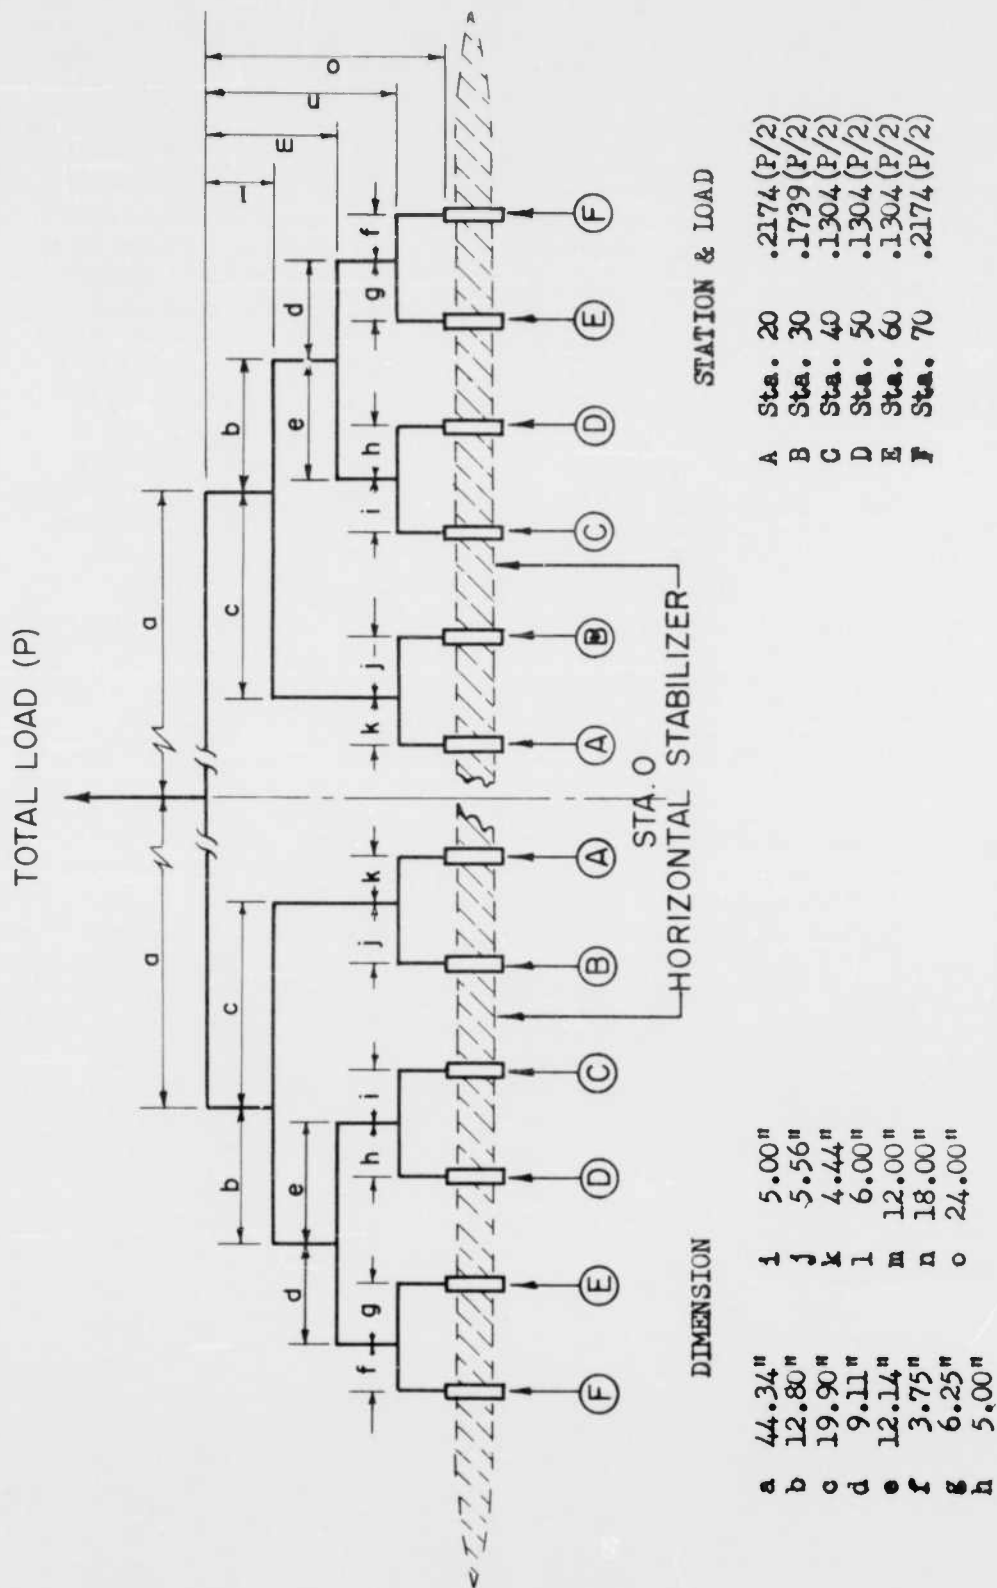 TOTAL LOAD (P)
a
a
b
c
c
b
d
e
e
d
l
m
n
o
f
g
h
i
j
k
k
j
i
h
g
f
F
E
D
C
B
A
A
B
C
D
E
F
STA. O
HORIZONTAL STABILIZER
DIMENSION
a 44.34"
b 12.80"
c 19.90"
d 9.11"
e 12.14"
f 3.75"
g 6.25"
h 5.00"
i 5.00"
j 5.56"
k 4.44"
l 6.00"
m 12.00"
n 18.00"
o 24.00"
STATION & LOAD
A Sta. 20 .2174(P/2)
B Sta. 30 .1739(P/2)
C Sta. 40 .1304(P/2)
D Sta. 50 .1304(P/2)
E Sta. 60 .1304(P/2)
F Sta. 70 .2174(P/2)